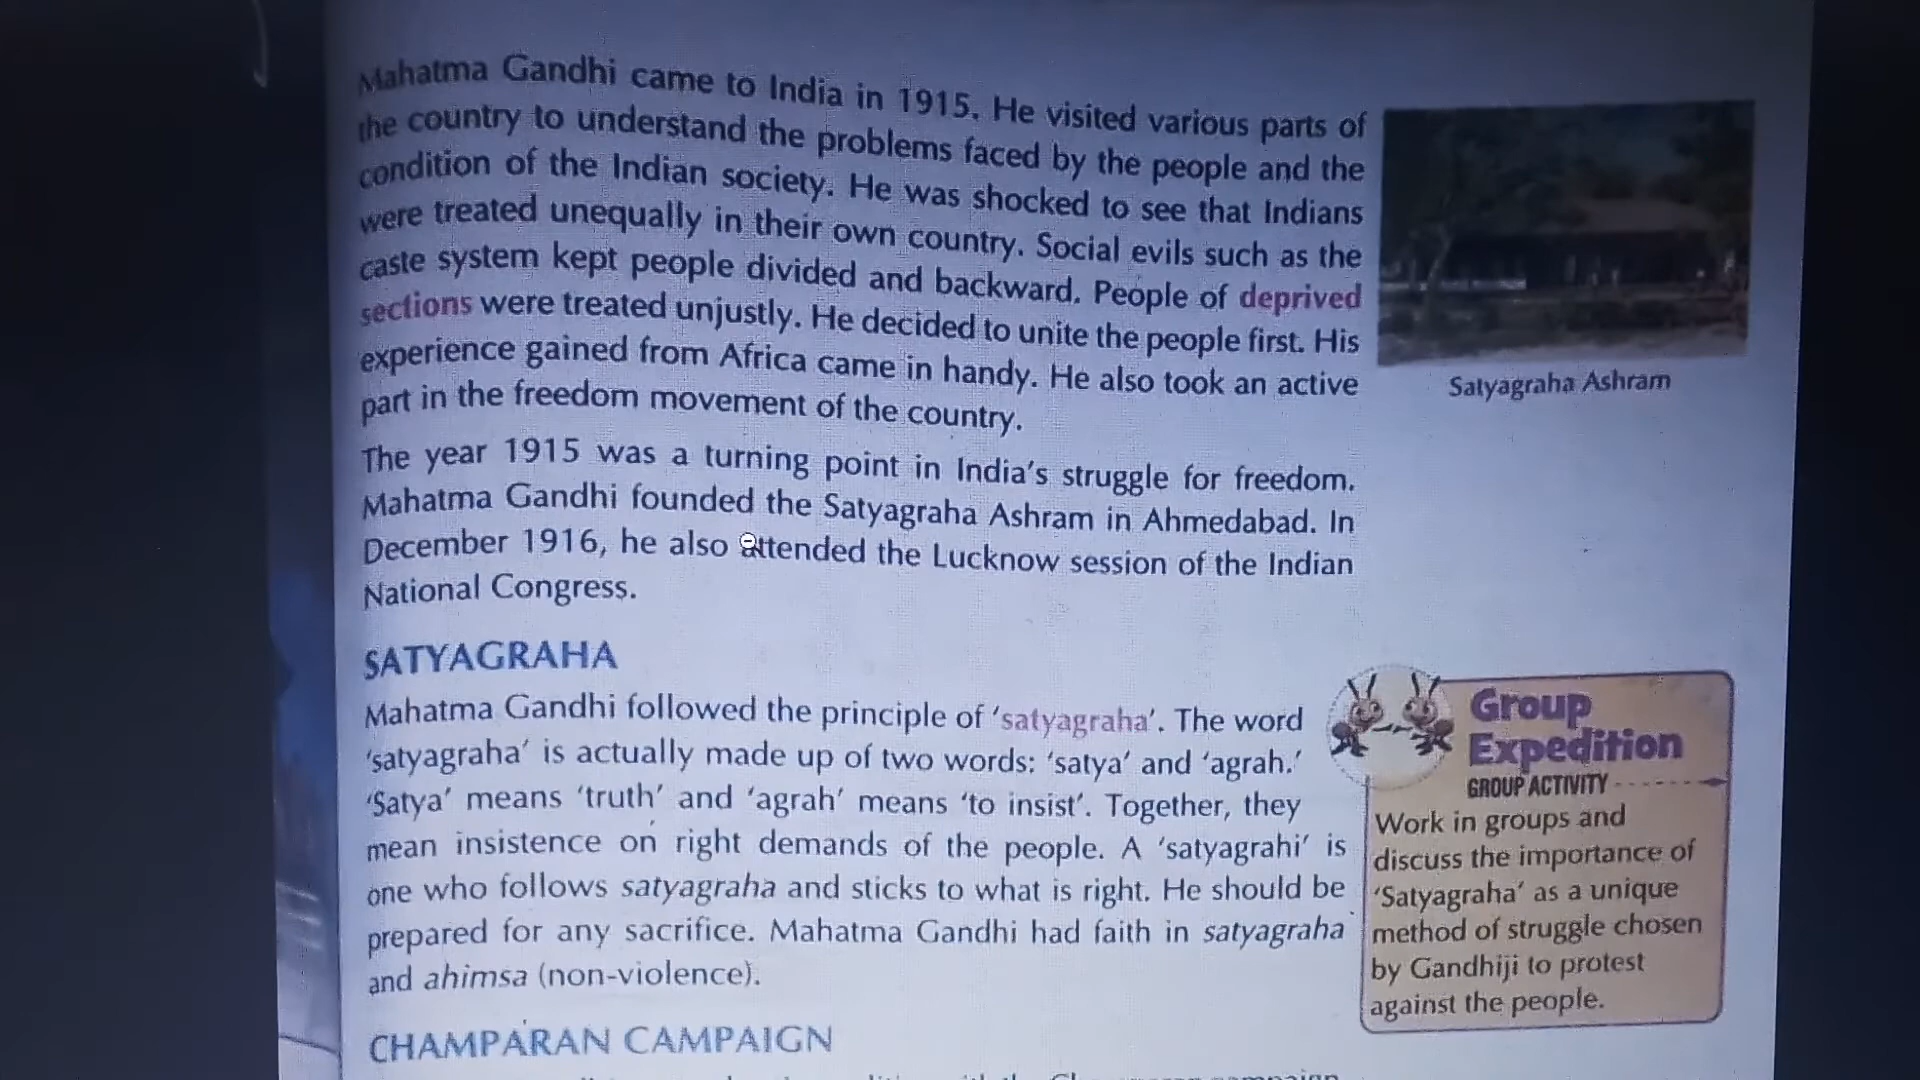 Mahatma Gandhi came to India in 1915. He visited various parts of
the country to understand the problems faced by the people and the
condition of the Indian society. He was shocked to see that Indians
were treated unequally in their own country. Social evils such as the
caste system kept people divided and backward. People of deprived
sections were treated unjustly. He decided to unite the people first. His
experience gained from Africa came in handy. He also took an active
part in the freedom movement of the country.
The year 1915 was a turning point in India's struggle for freedom.
Mahatma Gandhi founded the Satyagraha Ashram in Ahmedabad. In
December 1916, he also attended the Lucknow session of the Indian
National Congress.
Satyagraha Ashram
SATYAGRAHA
Mahatma Gandhi followed the principle of 'satyagraha'. The word
'satyagraha' is actually made up of two words: 'satya' and 'agrah.'
'Satya' means 'truth' and 'agrah' means 'to insist'. Together, they
mean insistence on right demands of the people. A 'satyagrahi' is
one who follows satyagraha and sticks to what is right. He should be
prepared for any sacrifice. Mahatma Gandhi had faith in satyagraha
and ahimsa (non-violence).
Group
Expedition
GROUP ACTIVITY
Work in groups and
discuss the importance of
'Satyagraha' as a unique
method of struggle chosen
by Gandhiji to protest
against the people.
CHAMPARAN CAMPAIGN